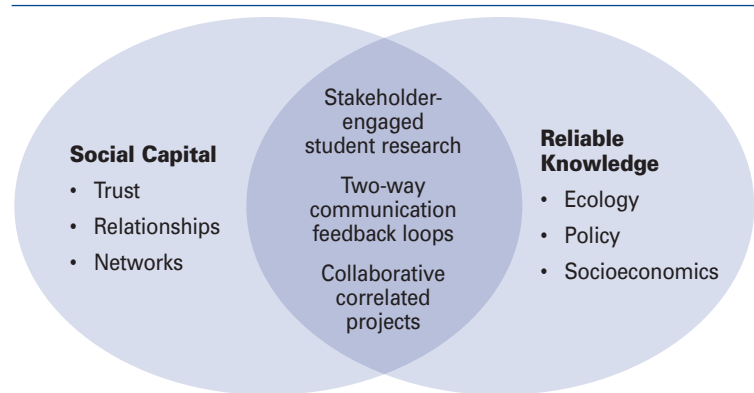 Social Capital
• Trust
• Relationships
• Networks
Stakeholder-
engaged
student research
Two-way
communication
feedback loops
Collaborative
correlated
projects
Reliable
Knowledge
• Ecology
• Policy
• Socioeconomics